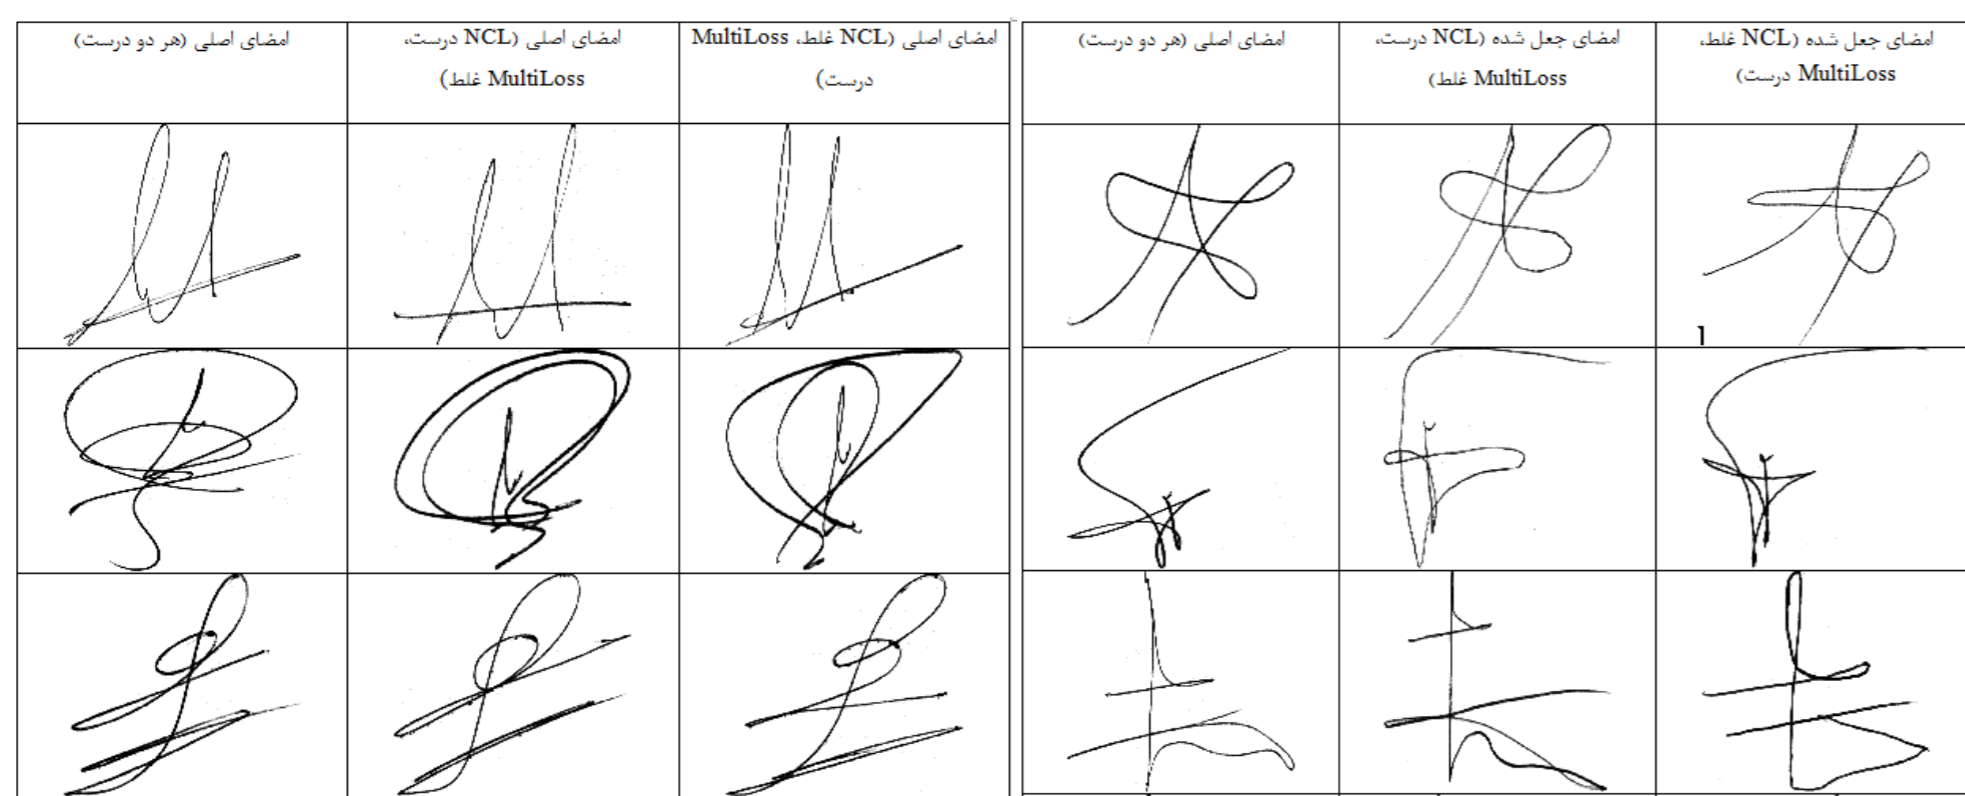 امضای اصلی (هر دو درست)
امضای اصلی (NCL درست،
MultiLoss غلط)
امضای اصلی (NCL غلط، MultiLoss
درست)
امضای اصلی (هر دو درست)
امضای جعل شده (NCL درست،
MultiLoss غلط)
امضای جعل شده (NCL غلط،
MultiLoss درست)